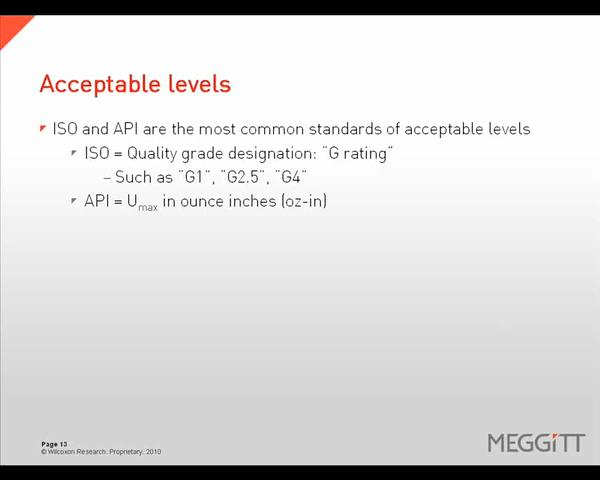 Acceptable levels
ISO and API are the most common standards of acceptable levels
ISO = Quality grade designation: "G rating"
– Such as "G1", "G2.5", "G4"
API = Umax in ounce inches (oz-in)
Page 13
© Wilcoxon Research. Proprietary. 2010
MEGGITT